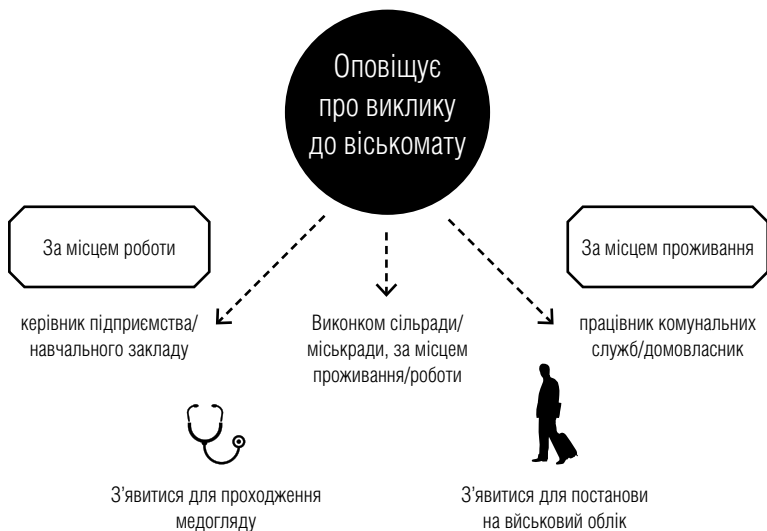 Оповіщує
про виклику
до віськомату
За місцем роботи
За місцем проживання
керівник підприємства/
навчального закладу
Виконком сільради/
міськради, за місцем
проживання/роботи
працівник комунальних
служб/домовласник
З'явитися для проходження
медогляду
З'явитися для постанови
на вйсьовий облік